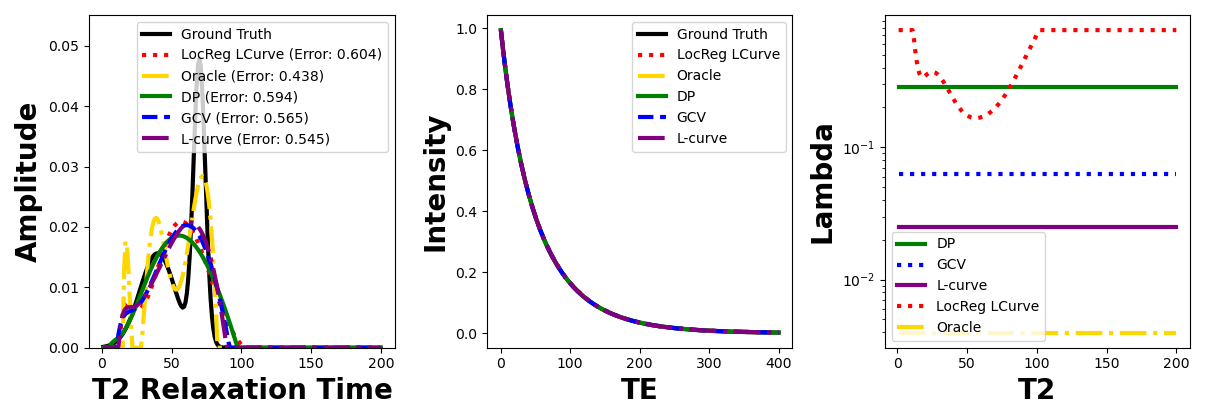 Amplitude
0.05
0.04
0.03
0.02
0.01
0.00
Ground Truth
LocReg LCurve (Error: 0.604)
Oracle (Error: 0.438)
DP (Error: 0.594)
GCV (Error: 0.565)
L-curve (Error: 0.545)
0 50 100 150 200
T2 Relaxation Time
Intensity
1.0
0.8
0.6
0.4
0.2
0.0
Ground Truth
LocReg LCurve
Oracle
DP
GCV
L-curve
0 100 200 300 400
TE
Lambda
10⁻¹
10⁻²
DP
GCV
L-curve
LocReg LCurve
Oracle
0 50 100 150 200
T2